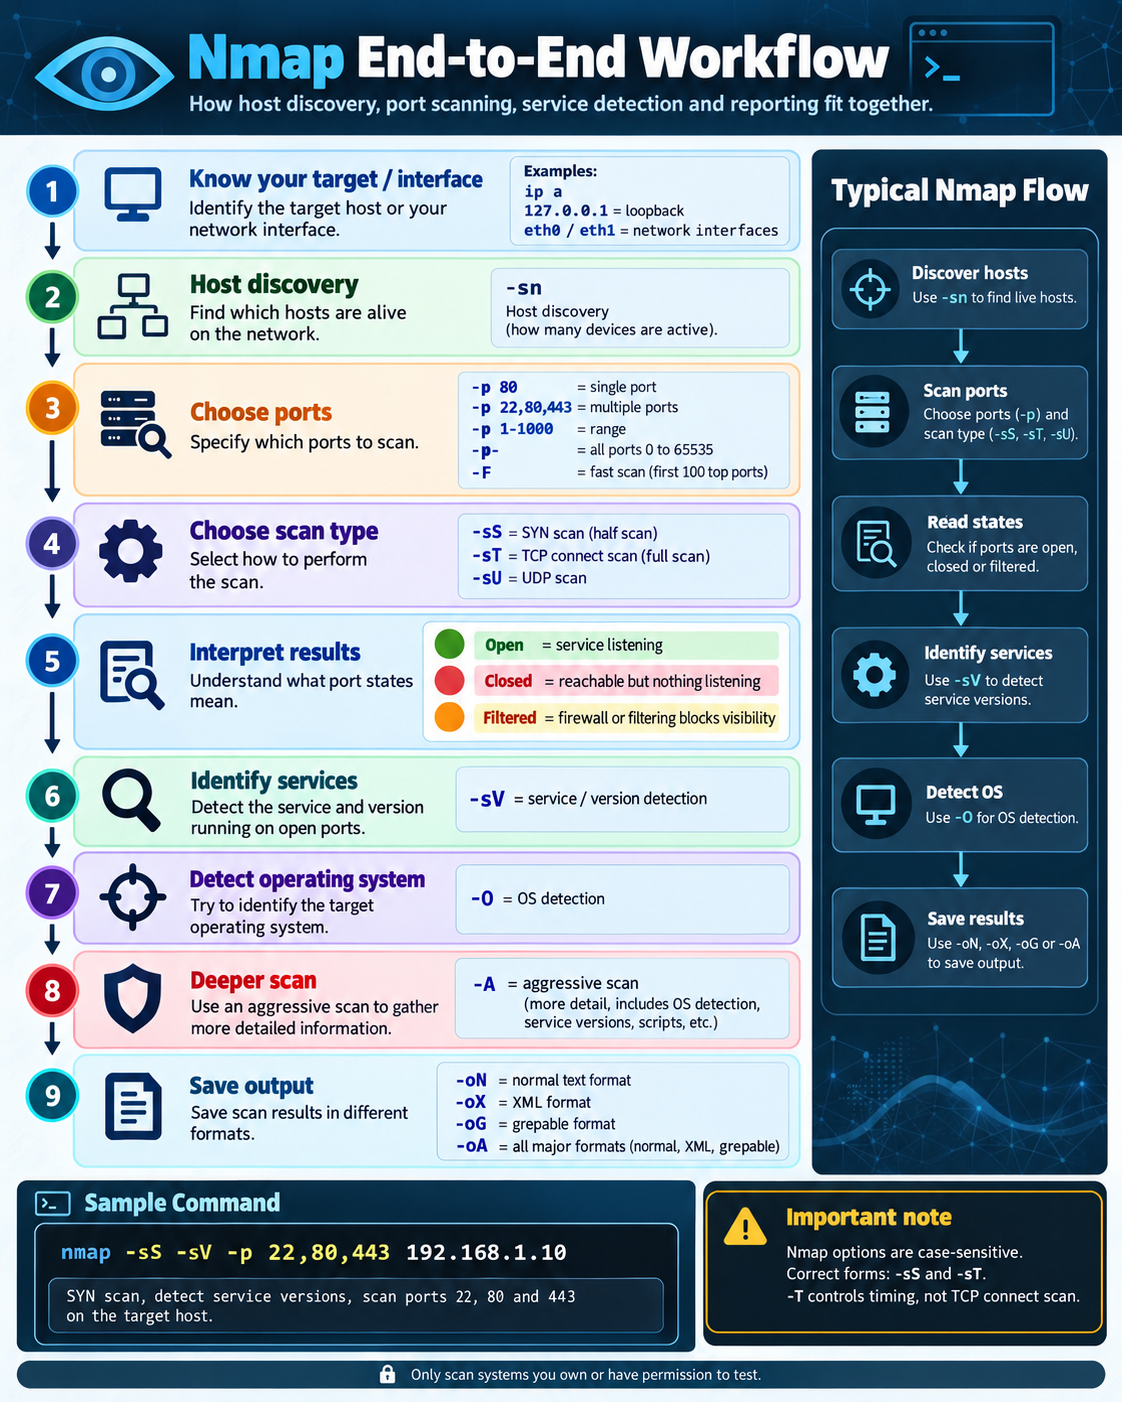 Nmap End-to-End Workflow
How host discovery, port scanning, service detection and reporting fit together.
>_
1
Know your target / interface
Identify the target host or your
network interface.
Examples:
ip a
127.0.0.1 = loopback
eth0 / eth1 = network interfaces
2
Host discovery
Find which hosts are alive
on the network.
-sn
Host discovery
(how many devices are active).
3
Choose ports
Specify which ports to scan.
-p 80 = single port
-p 22,80,443 = multiple ports
-p 1-1000 = range
-p- = all ports 0 to 65535
-F = fast scan (first 100 top ports)
4
Choose scan type
Select how to perform
the scan.
-sS = SYN scan (half scan)
-sT = TCP connect scan (full scan)
-sU = UDP scan
5
Interpret results
Understand what port states
mean.
Open = service listening
Closed = reachable but nothing listening
Filtered = firewall or filtering blocks visibility
6
Identify services
Detect the service and version
running on open ports.
-sV = service / version detection
7
Detect operating system
Try to identify the target
operating system.
-O = OS detection
8
Deeper scan
Use an aggressive scan to gather
more detailed information.
-A = aggressive scan
(more detail, includes OS detection,
service versions, scripts, etc.)
9
Save output
Save scan results in different
formats.
-oN = normal text format
-oX = XML format
-oG = grepable format
-oA = all major formats (normal, XML, grepable)
Typical Nmap Flow
Discover hosts
Use -sn to find live hosts.
Scan ports
Choose ports (-p) and
scan type (-sS, -sT, -sU).
Read states
Check if ports are open,
closed or filtered.
Identify services
Use -sV to detect
service versions.
Detect OS
Use -O for OS detection.
Save results
Use -oN, -oX, -oG or -oA
to save output.
>_ Sample Command
nmap -sS -sV -p 22,80,443 192.168.1.10
SYN scan, detect service versions, scan ports 22, 80 and 443
on the target host.
Important note
Nmap options are case-sensitive.
Correct forms: -sS and -sT.
-T controls timing, not TCP connect scan.
Only scan systems you own or have permission to test.